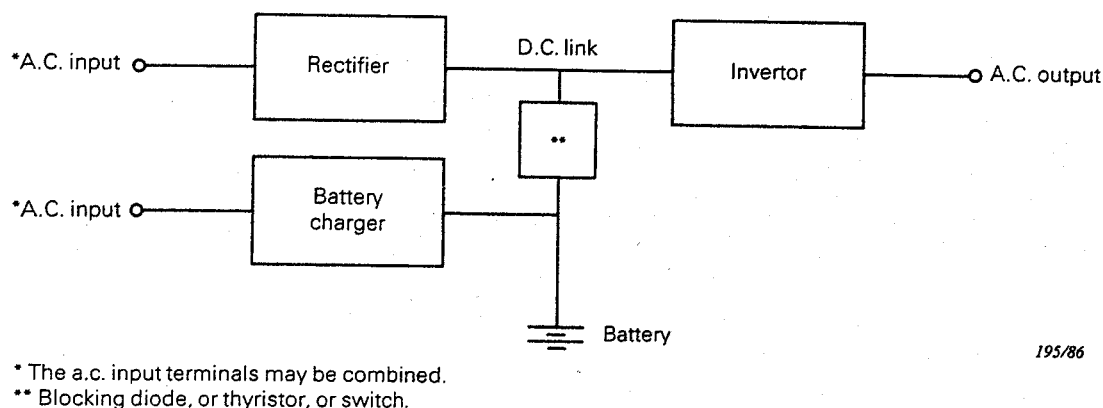 *A.C. input
Rectifier
D.C. link
Invertor
A.C. output
**
*A.C. input
Battery
charger
Battery
195/86
* The a.c. input terminals may be combined.
** Blocking diode, or thyristor, or switch.